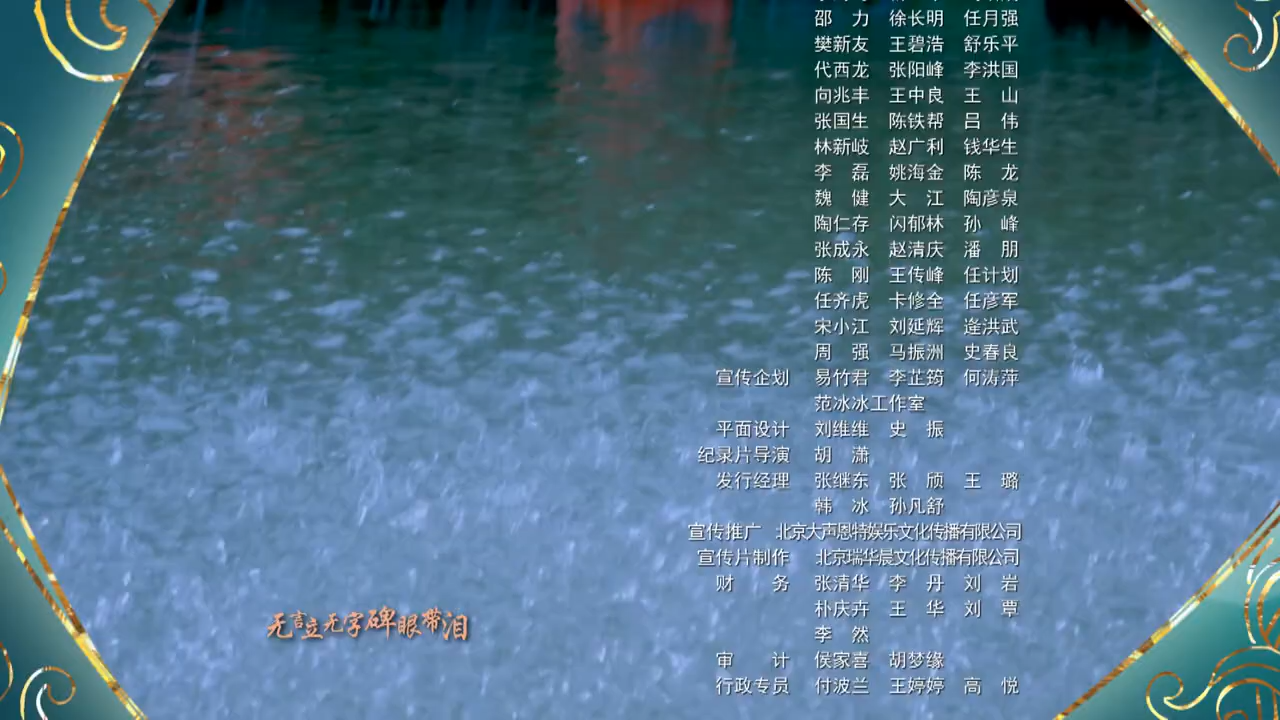 邵 力 徐长明 任月强
樊新友 王碧浩 舒乐平
代西龙 张阳峰 李洪国
向兆丰 王中良 王 山
张国生 陈铁帮 吕 伟
林新岐 赵广利 钱华生
李 磊 姚海金 陈 龙
魏 健 大 江 陶彦泉
陶仁存 闪郁林 孙 峰
张成永 赵清庆 潘 朋
陈 刚 王传峰 任计划
任齐虎 卡修全 任彦军
宋小江 刘延辉 逄洪武
周 强 马振洲 史春良
宣传企划 易竹君 李芷筠 何涛萍
范冰冰工作室
平面设计 刘维维 史 振
纪录片导演 胡 潇
发行经理 张继东 张 颀 王 璐
韩 冰 孙凡舒
宣传推广 北京大声恩特娱乐文化传播有限公司
宣传片制作 北京瑞华晨文化传播有限公司
财 务 张清华 李 丹 刘 岩
朴庆卉 王 华 刘 覃
李 然
审 计 侯家喜 胡梦缘
行政专员 付波兰 王婷婷 高 悦
无言立无字碑眼带泪